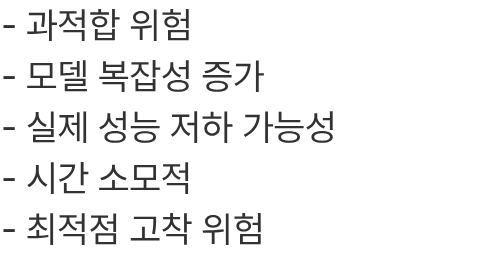 - 과적합 위험
- 모델 복잡성 증가
- 실제 성능 저하 가능성
- 시간 소모적
- 최적점 고착 위험